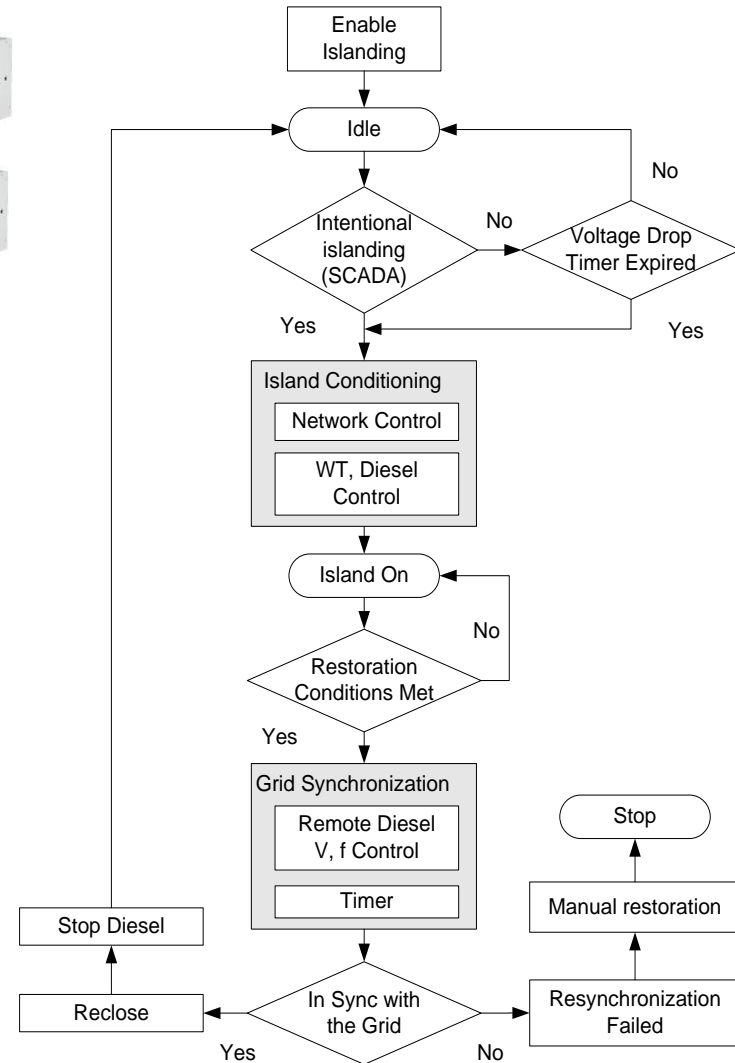 Enable
Islanding
Idle
No
Intentional
islanding
(SCADA)
No
Voltage Drop
Timer Expired
Yes
Yes
Island Conditioning
Network Control
WT, Diesel
Control
Island On
No
Restoration
Conditions Met
Yes
Grid Synchronization
Remote Diesel
V, f Control
Timer
Stop
Manual restoration
Stop Diesel
Reclose
In Sync with
the Grid
Resynchronization
Failed
Yes
No